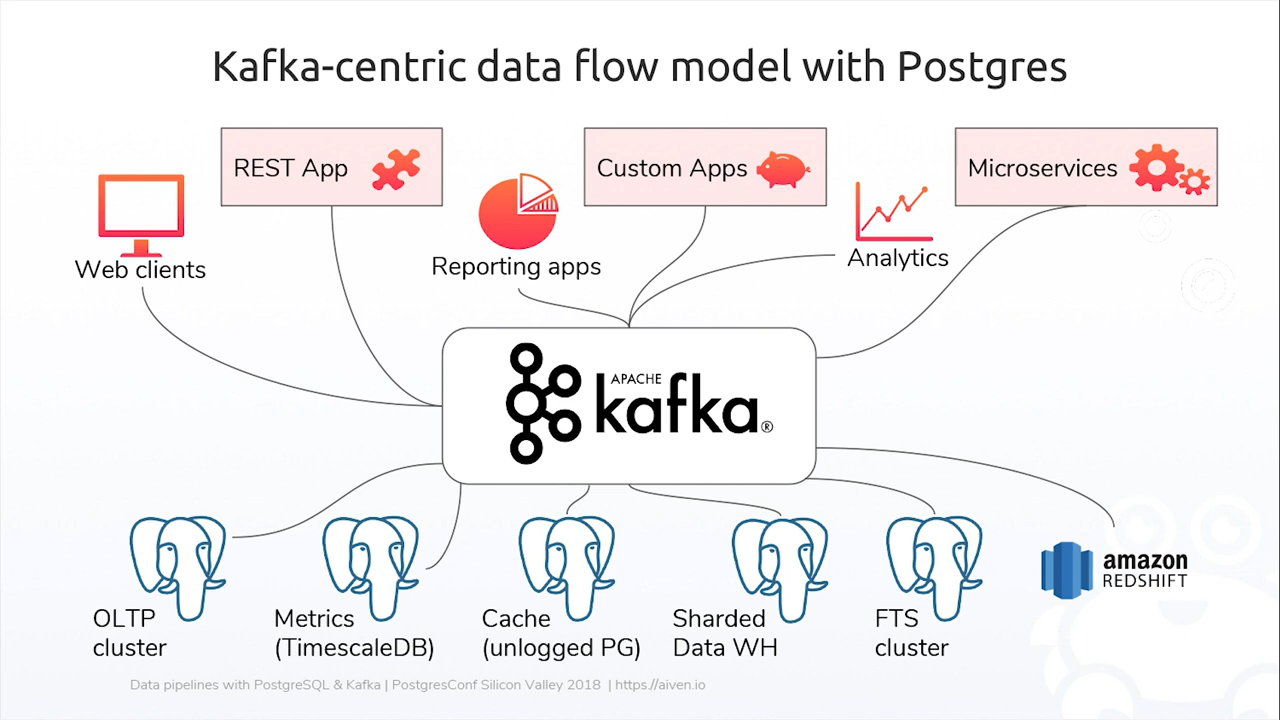 Kafka-centric data flow model with Postgres
REST App
Custom Apps
Microservices
Web clients
Reporting apps
Analytics
APACHE
kafka®
amazon
REDSHIFT
OLTP
cluster
Metrics
(TimescaleDB)
Cache
(unlogged PG)
Sharded
Data WH
FTS
cluster
Data pipelines with PostgreSQL & Kafka | PostgresConf Silicon Valley 2018 | https://aiven.io